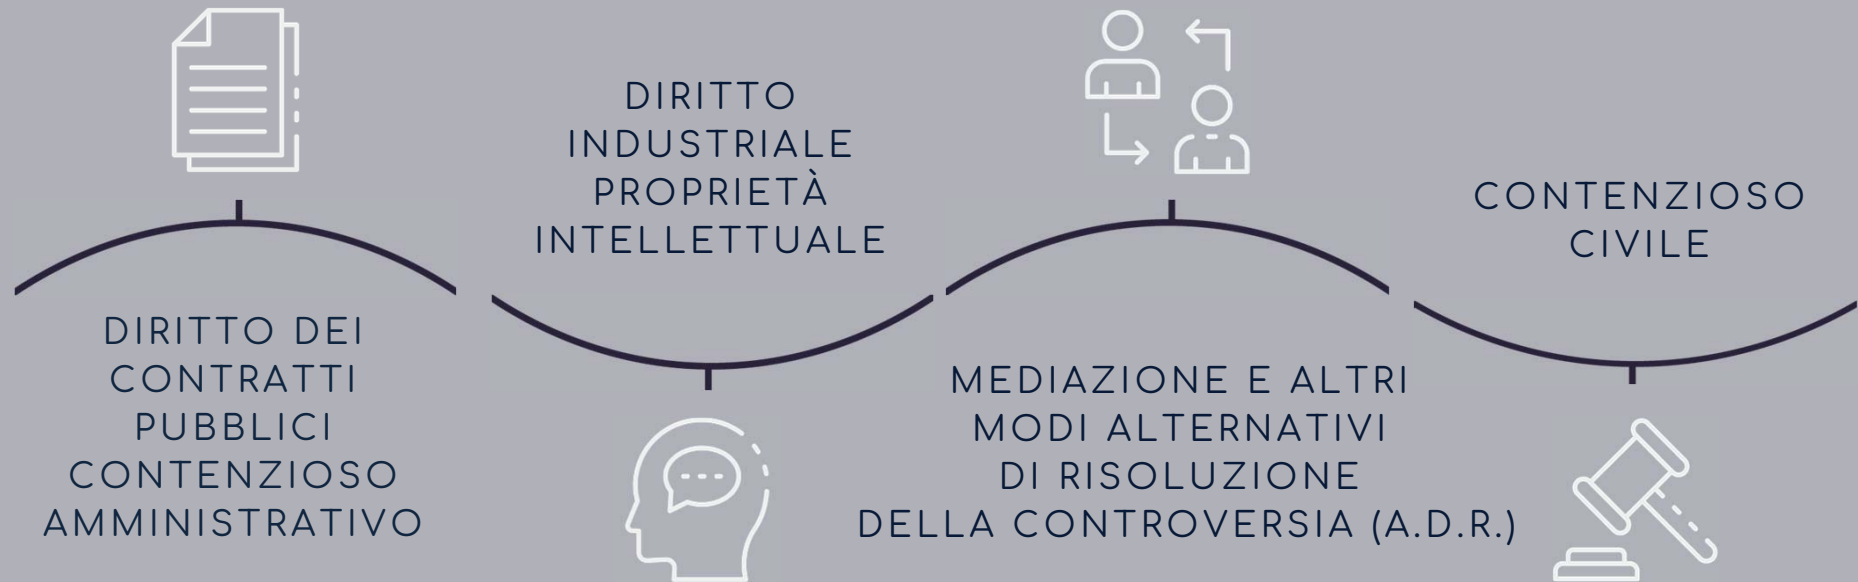 DIRITTO DEI
CONTRATTI
PUBBLICI
CONTENZIOSO
AMMINISTRATIVO
DIRITTO
INDUSTRIALE
PROPRIETÀ
INTELLETTUALE
MEDIAZIONE E ALTRI
MODI ALTERNATIVI
DI RISOLUZIONE
DELLA CONTROVERSIA (A.D.R.)
CONTENZIOSO
CIVILE